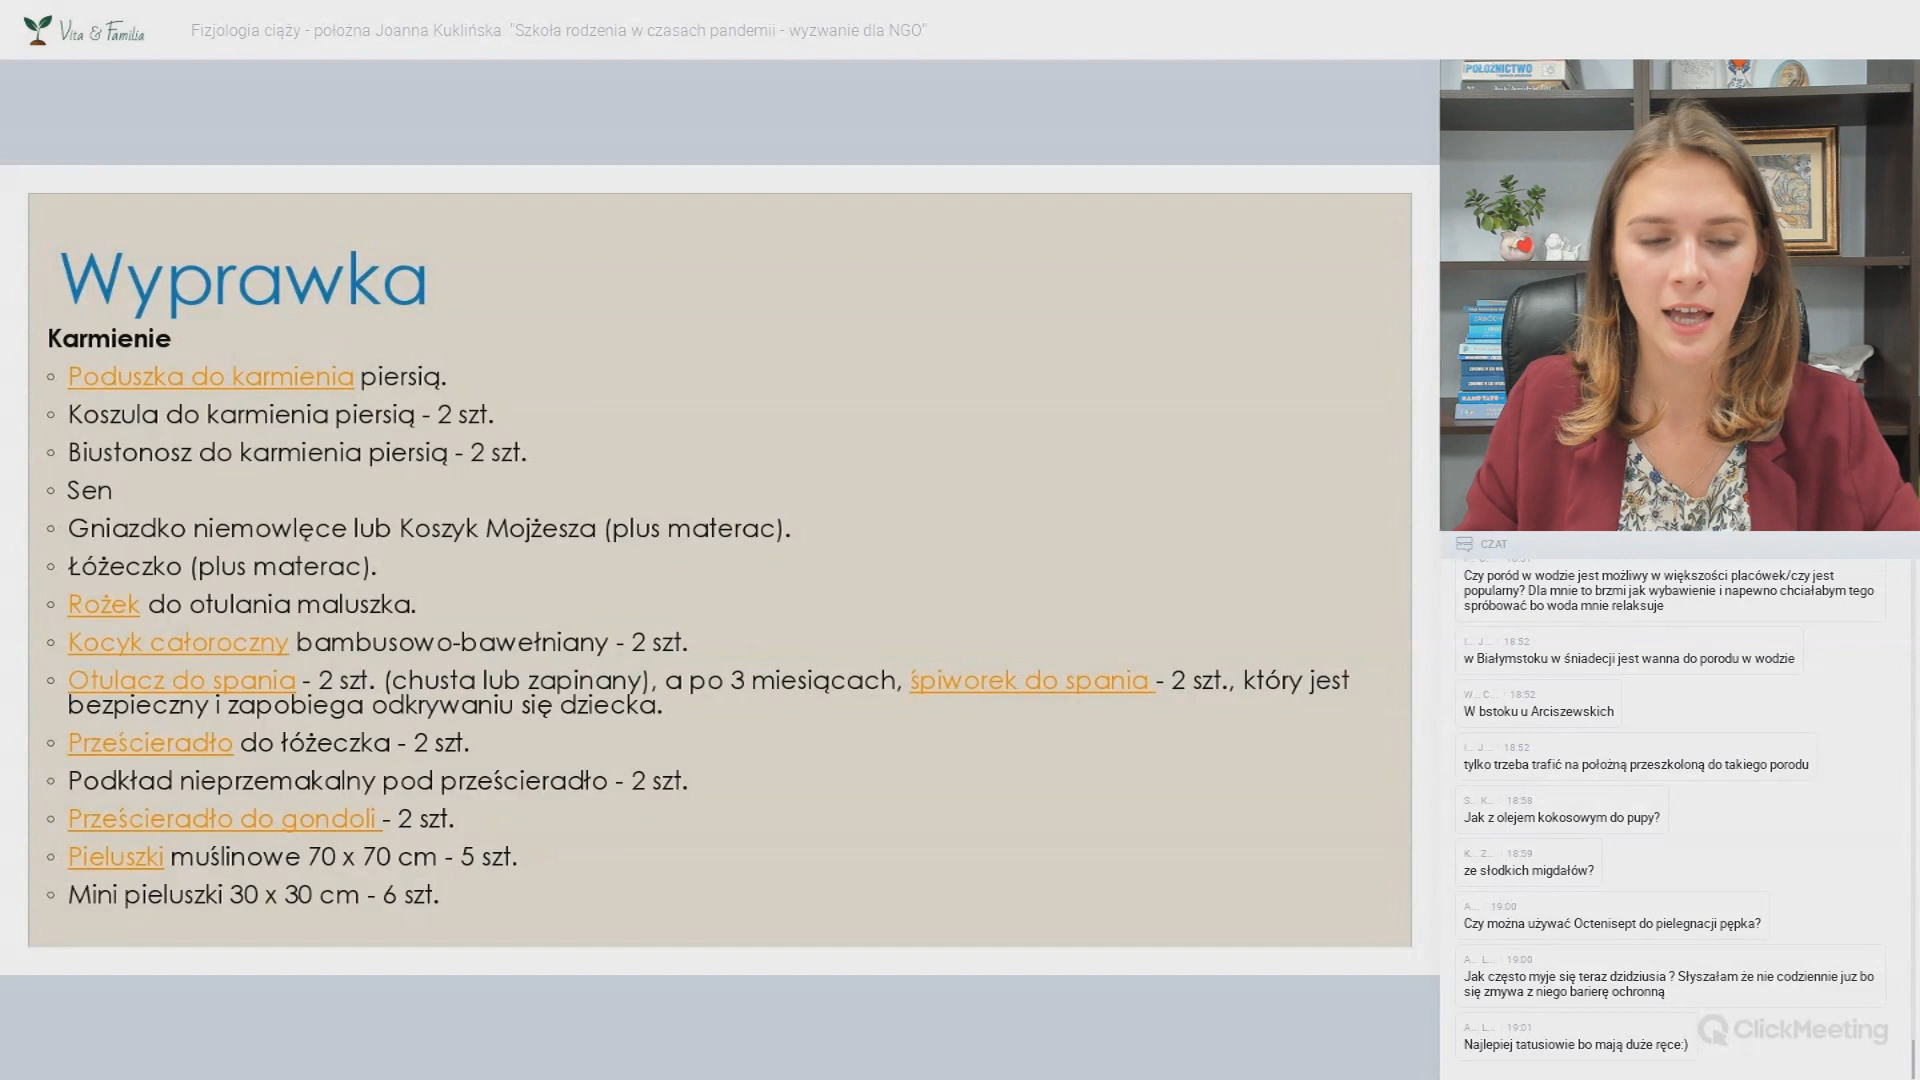 Vita & Familia
Fizjologia ciąży - położna Joanna Kuklińska. "Szkoła rodzenia w czasach pandemii - wyzwanie dla NGO"
POŁOŻNICTWO
Wyprawka
Karmienie
◦ Poduszka do karmienia piersią.
◦ Koszula do karmienia piersią - 2 szt.
◦ Biustonosz do karmienia piersią - 2 szt.
◦ Sen
◦ Gniazdko niemowlęce lub Koszyk Mojżesza (plus materac).
◦ Łóżeczko (plus materac).
◦ Rożek do otulania maluszka.
◦ Kocyk całoroczny bambusowo-bawełniany - 2 szt.
◦ Otulacz do spania - 2 szt. (chusta lub zapinany), a po 3 miesiącach, śpiworek do spania - 2 szt., który jest
bezpieczny i zapobiega odkrywaniu się dziecka.
◦ Prześcieradło do łóżeczka - 2 szt.
◦ Podkład nieprzemakalny pod prześcieradło - 2 szt.
◦ Prześcieradło do gondoli - 2 szt.
◦ Pieluszki muślinowe 70 x 70 cm - 5 szt.
◦ Mini pieluszki 30 x 30 cm - 6 szt.
CZAT
Czy poród w wodzie jest możliwy w większości placówek/czy jest
popularny? Dla mnie to brzmi jak wybawienie i napewno chciałabym tego
spróbować bo woda mnie relaksuje
I... J... 18:52
w Białymstoku w śniadecji jest wanna do porodu w wodzie
W... C... 18:52
W bstoku u Arciszewskich
I... J... 18:52
tylko trzeba trafić na położną przeszkoloną do takiego porodu
S... K... 18:58
Jak z olejem kokosowym do pupy?
K... Z... 18:59
ze słodkich migdałów?
A... 19:00
Czy można używać Octenisept do pielegnacji pępka?
A... L... 19:00
Jak często myje się teraz dzidziusia ? Słyszałam że nie codziennie juz bo
się zmywa z niego barierę ochronną
A... L... 19:01
Najlepiej tatusiowie bo mają duże ręce:)
ClickMeeting